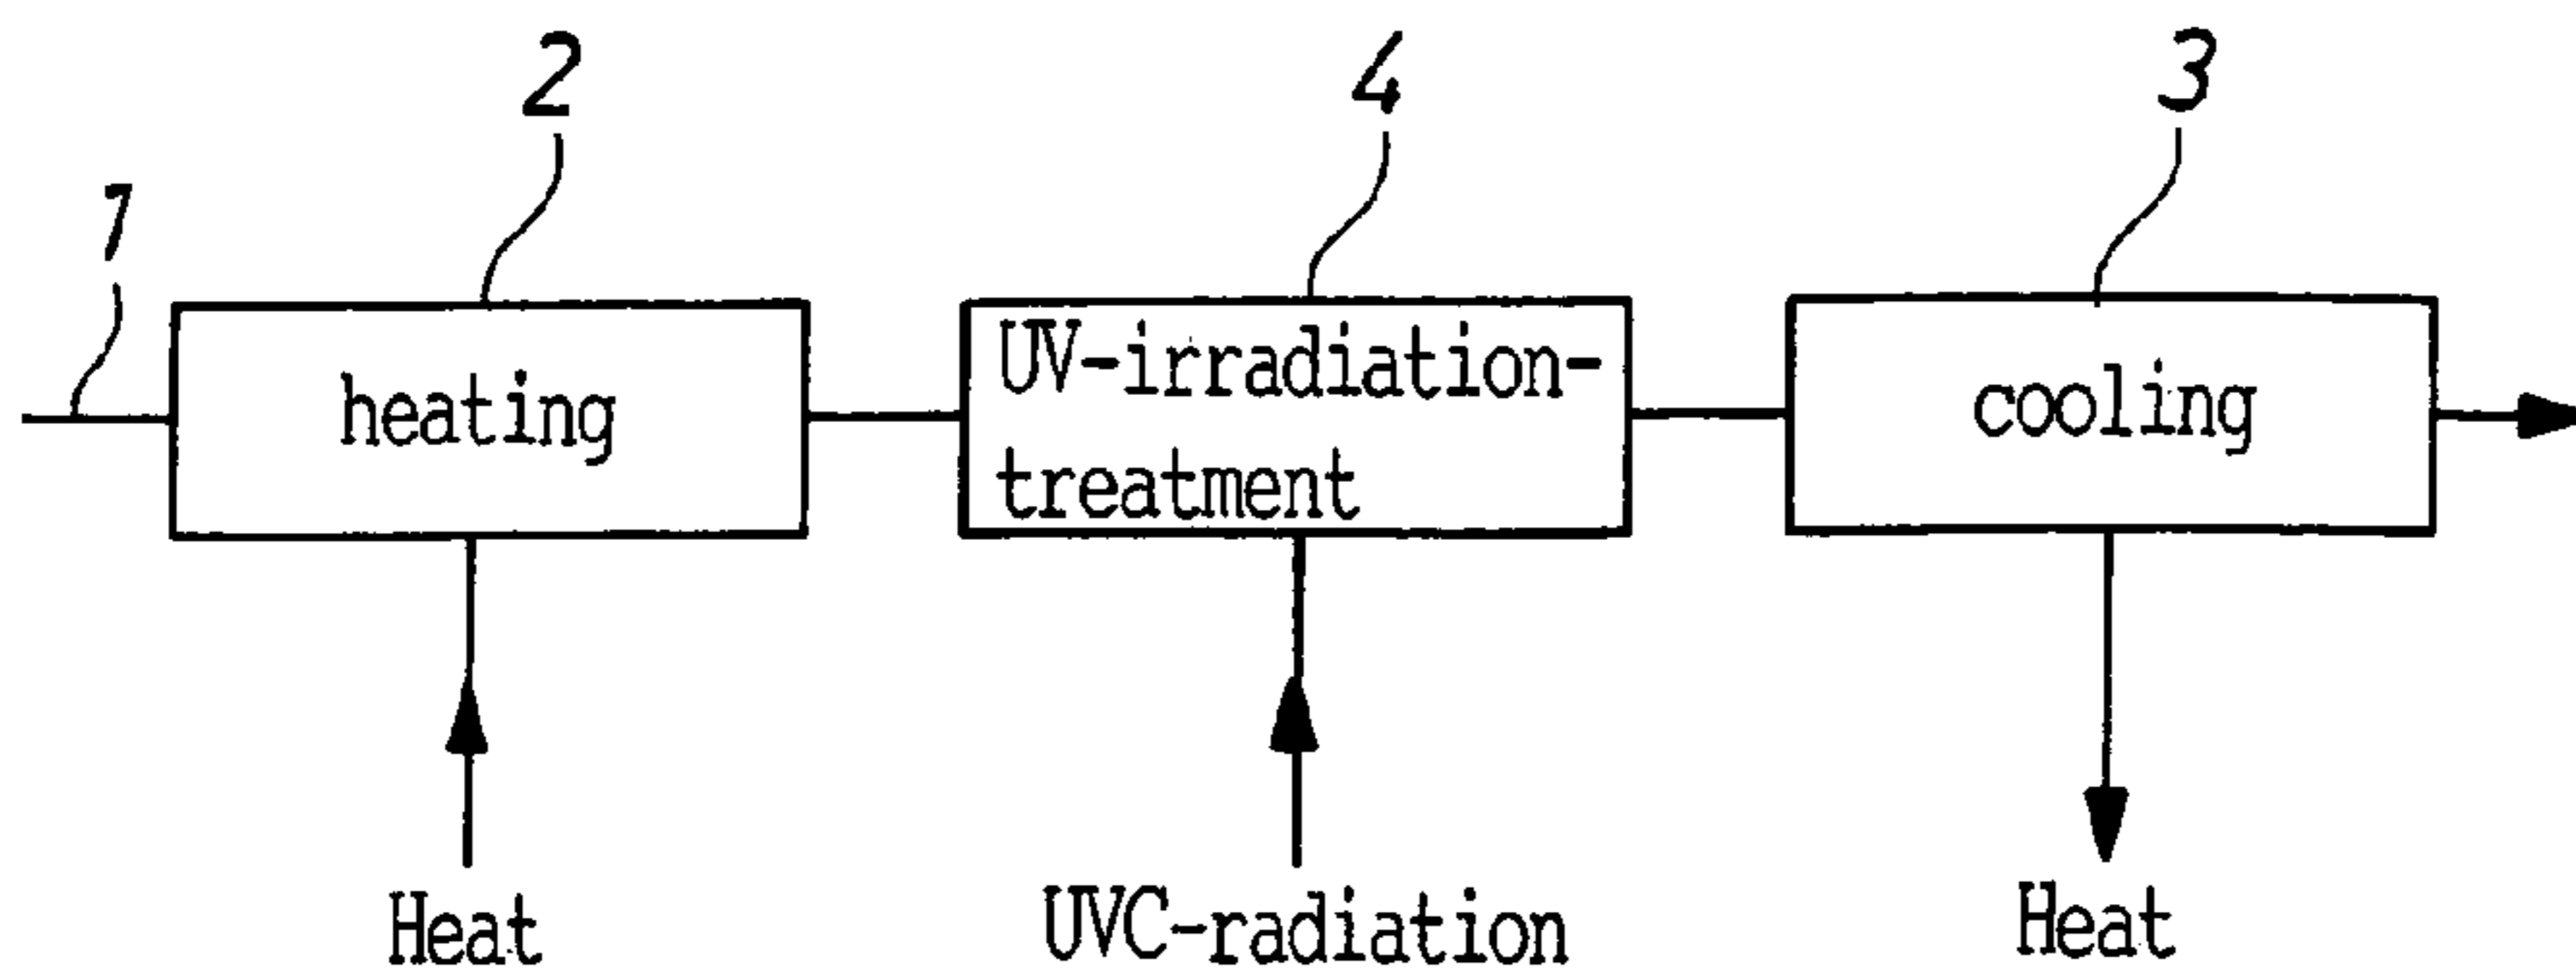 2
4
3
1
heating
UV-irradiation-
treatment
cooling
Heat
UVC-radiation
Heat